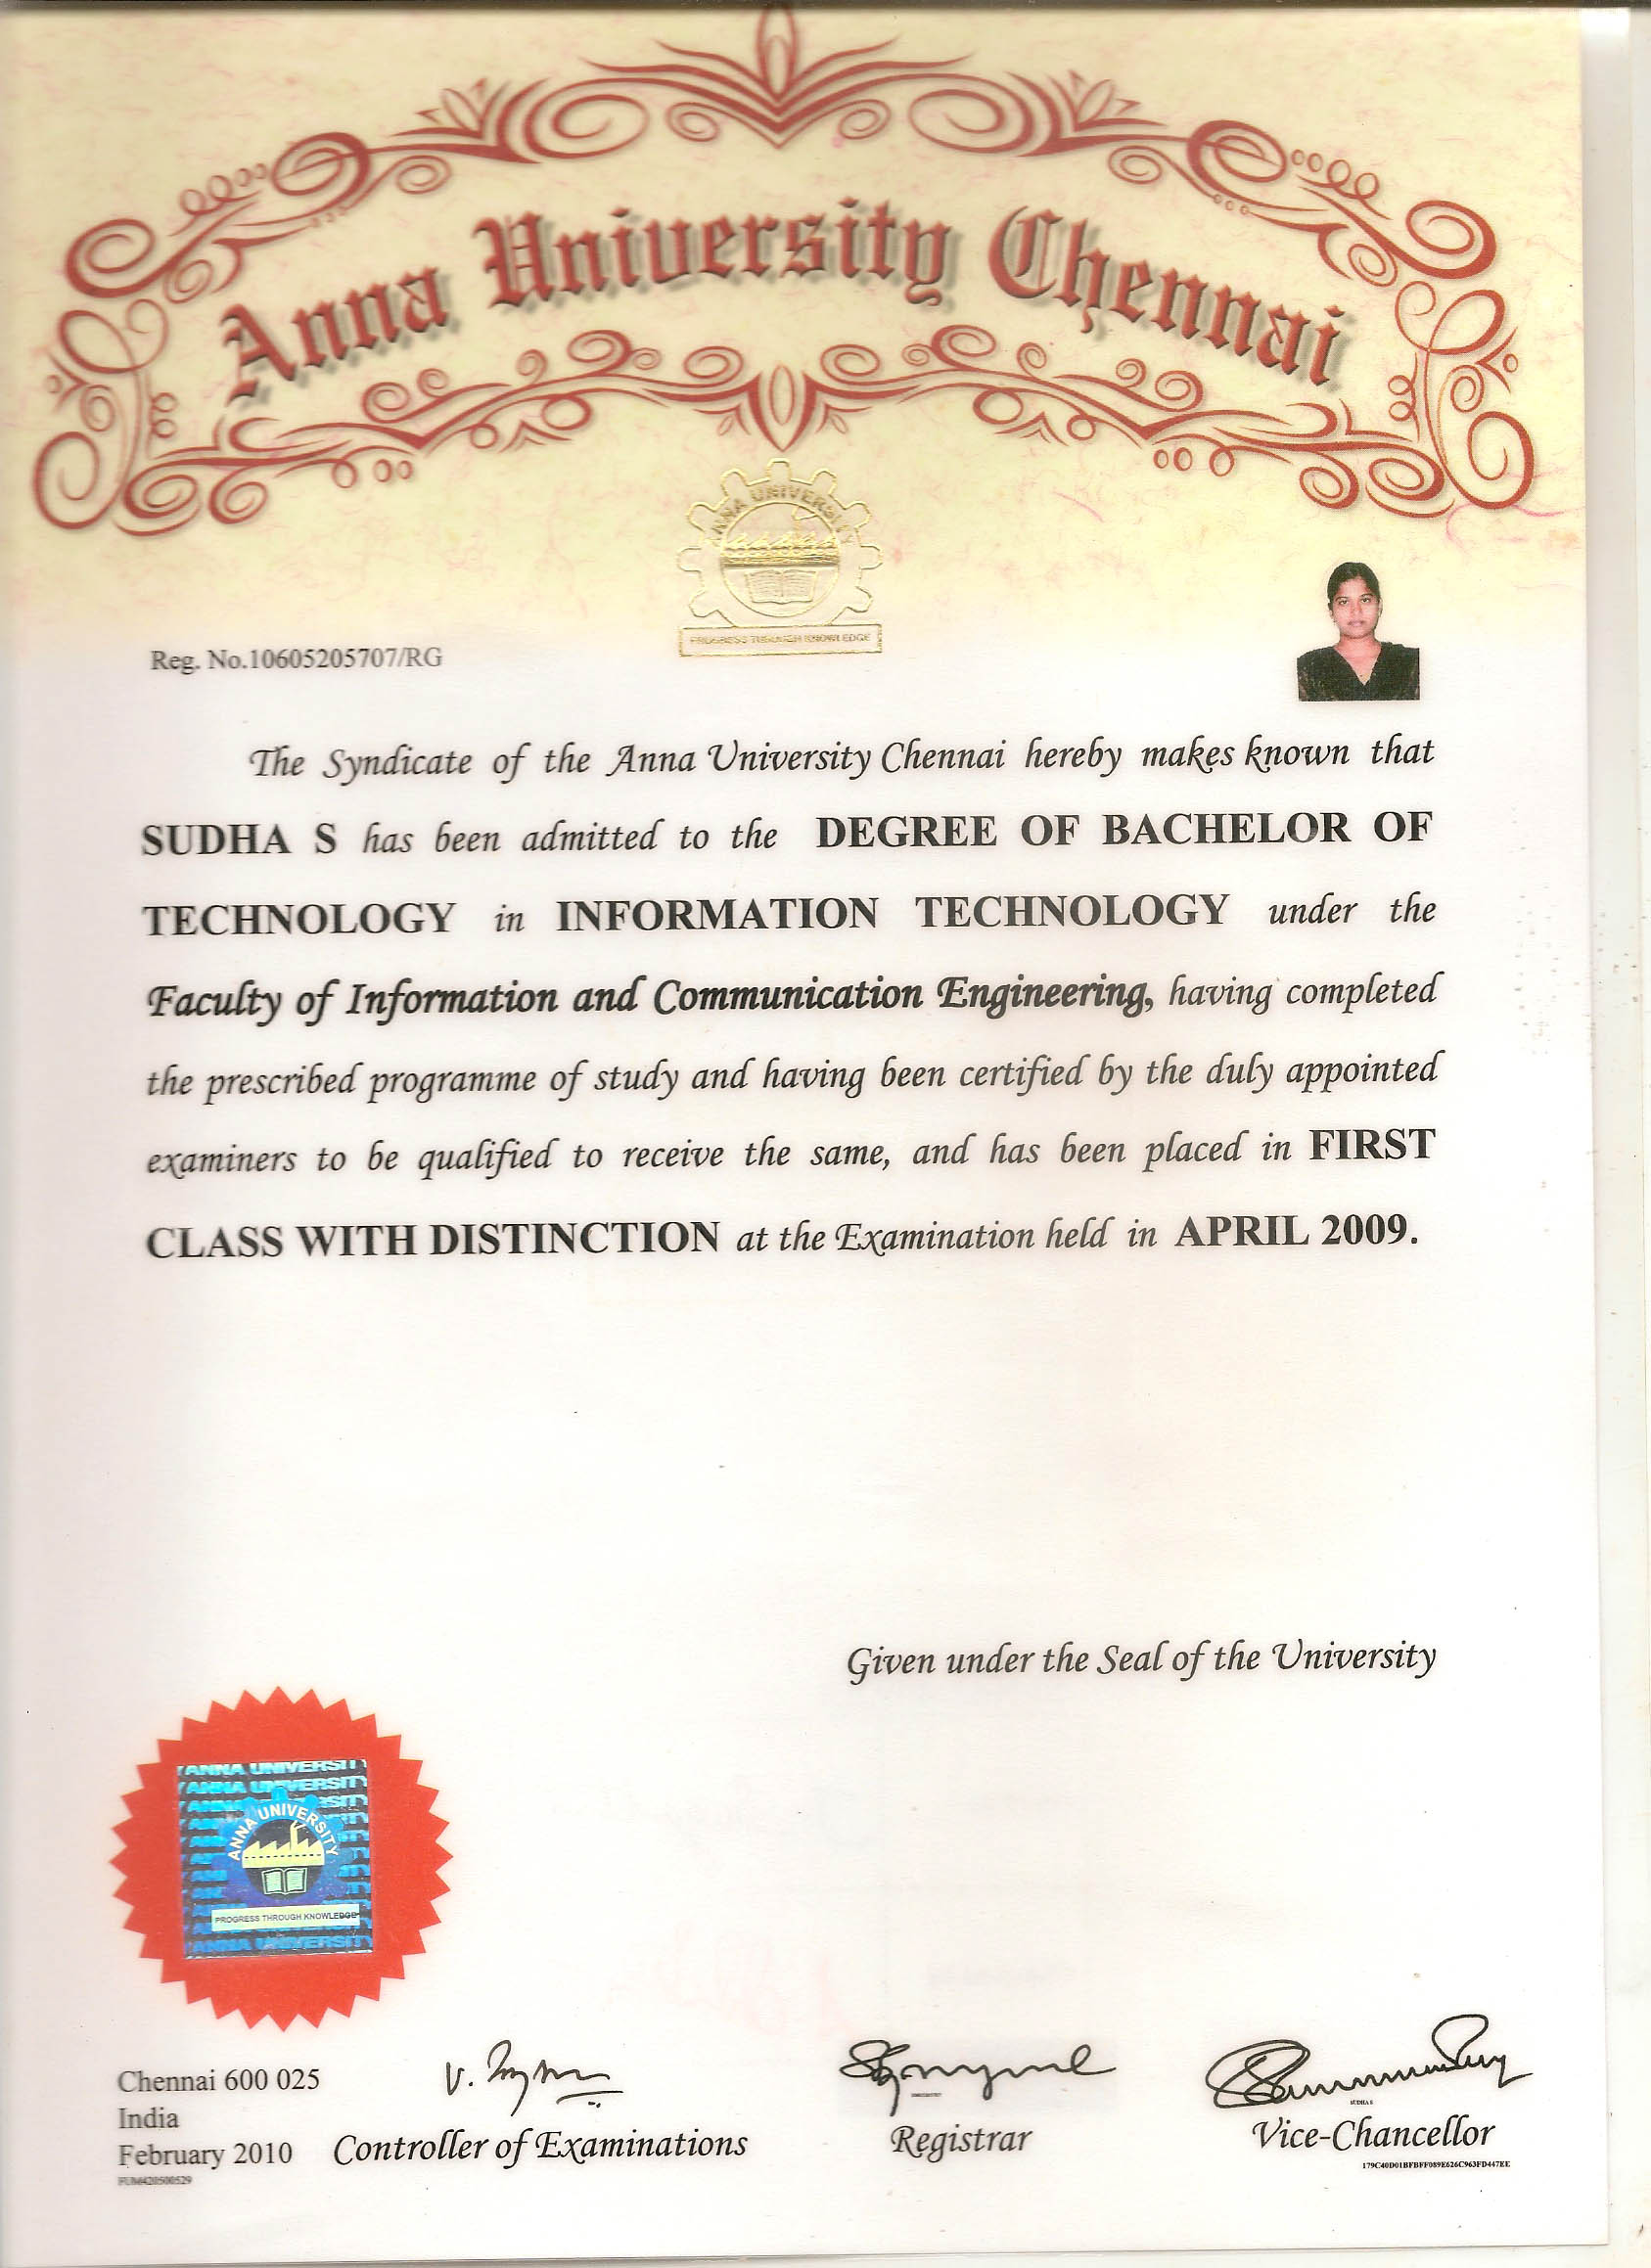 Anna University Chennai
ANNA UNIVERSITY
PROGRESS THROUGH KNOWLEDGE
Reg. No.10605205707/RG
The Syndicate of the Anna University Chennai hereby makes known that
SUDHA S has been admitted to the DEGREE OF BACHELOR OF
TECHNOLOGY in INFORMATION TECHNOLOGY under the
Faculty of Information and Communication Engineering, having completed
the prescribed programme of study and having been certified by the duly appointed
examiners to be qualified to receive the same, and has been placed in FIRST
CLASS WITH DISTINCTION at the Examination held in APRIL 2009.
Given under the Seal of the University
ANNA UNIVERSITY
ANNA UNIVERSITY
ANNA UNIVERSITY
PROGRESS THROUGH KNOWLEDGE
ANNA UNIVERSITY
Chennai 600 025
India
February 2010
Controller of Examinations
Registrar
SUDHA S
Vice-Chancellor